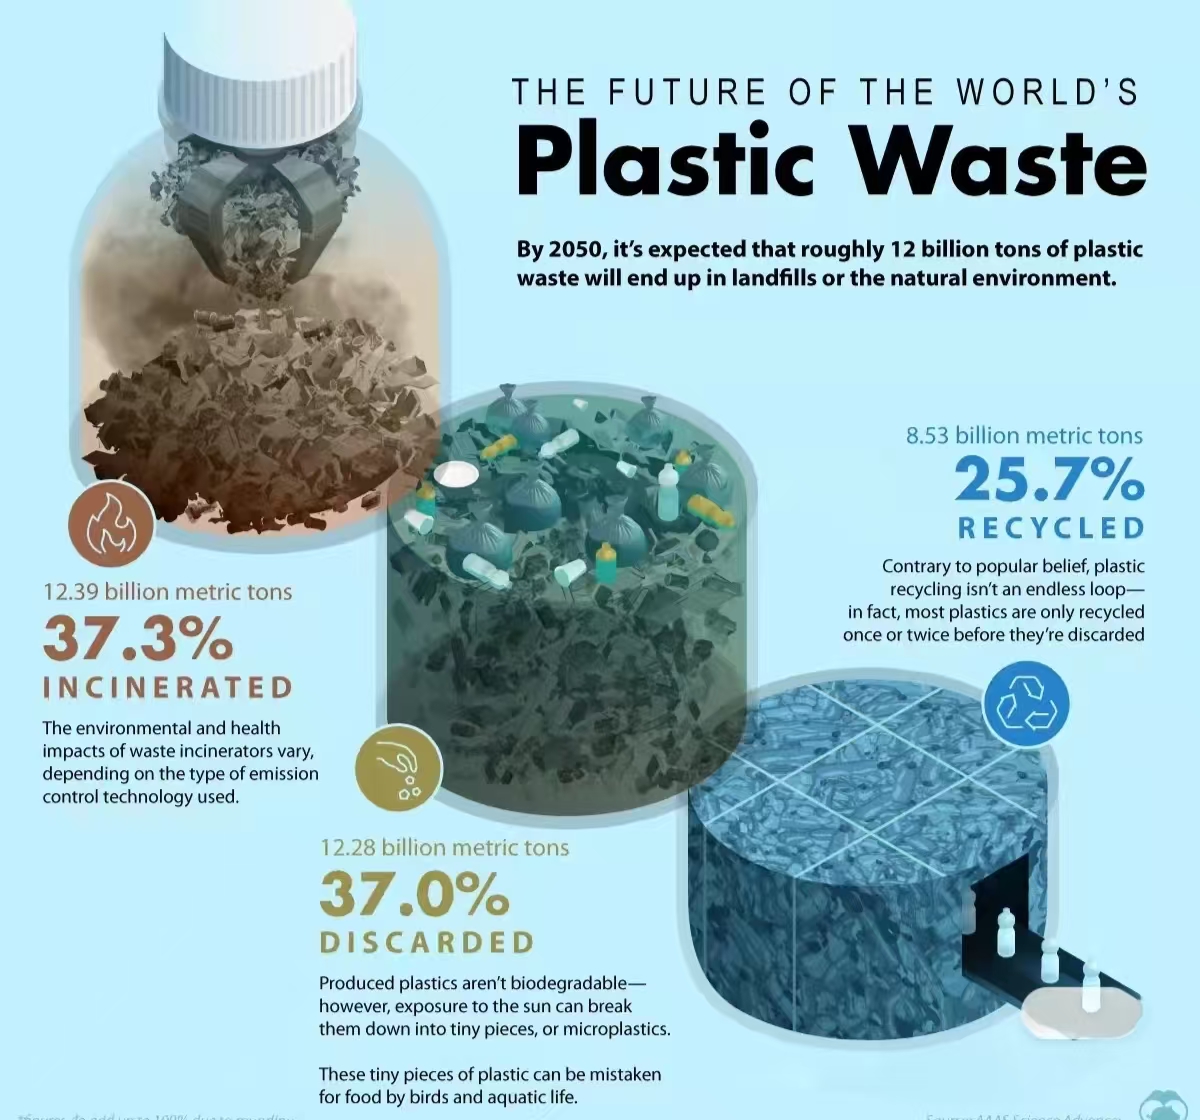 THE FUTURE OF THE WORLD'S
Plastic Waste
By 2050, it's expected that roughly 12 billion tons of plastic
waste will end up in landfills or the natural environment.
12.39 billion metric tons
37.3%
INCINERATED
The environmental and health
impacts of waste incinerators vary,
depending on the type of emission
control technology used.
12.28 billion metric tons
37.0%
DISCARDED
Produced plastics aren't biodegradable—
however, exposure to the sun can break
them down into tiny pieces, or microplastics.
These tiny pieces of plastic can be mistaken
for food by birds and aquatic life.
8.53 billion metric tons
25.7%
RECYCLED
Contrary to popular belief, plastic
recycling isn't an endless loop—
in fact, most plastics are only recycled
once or twice before they're discarded